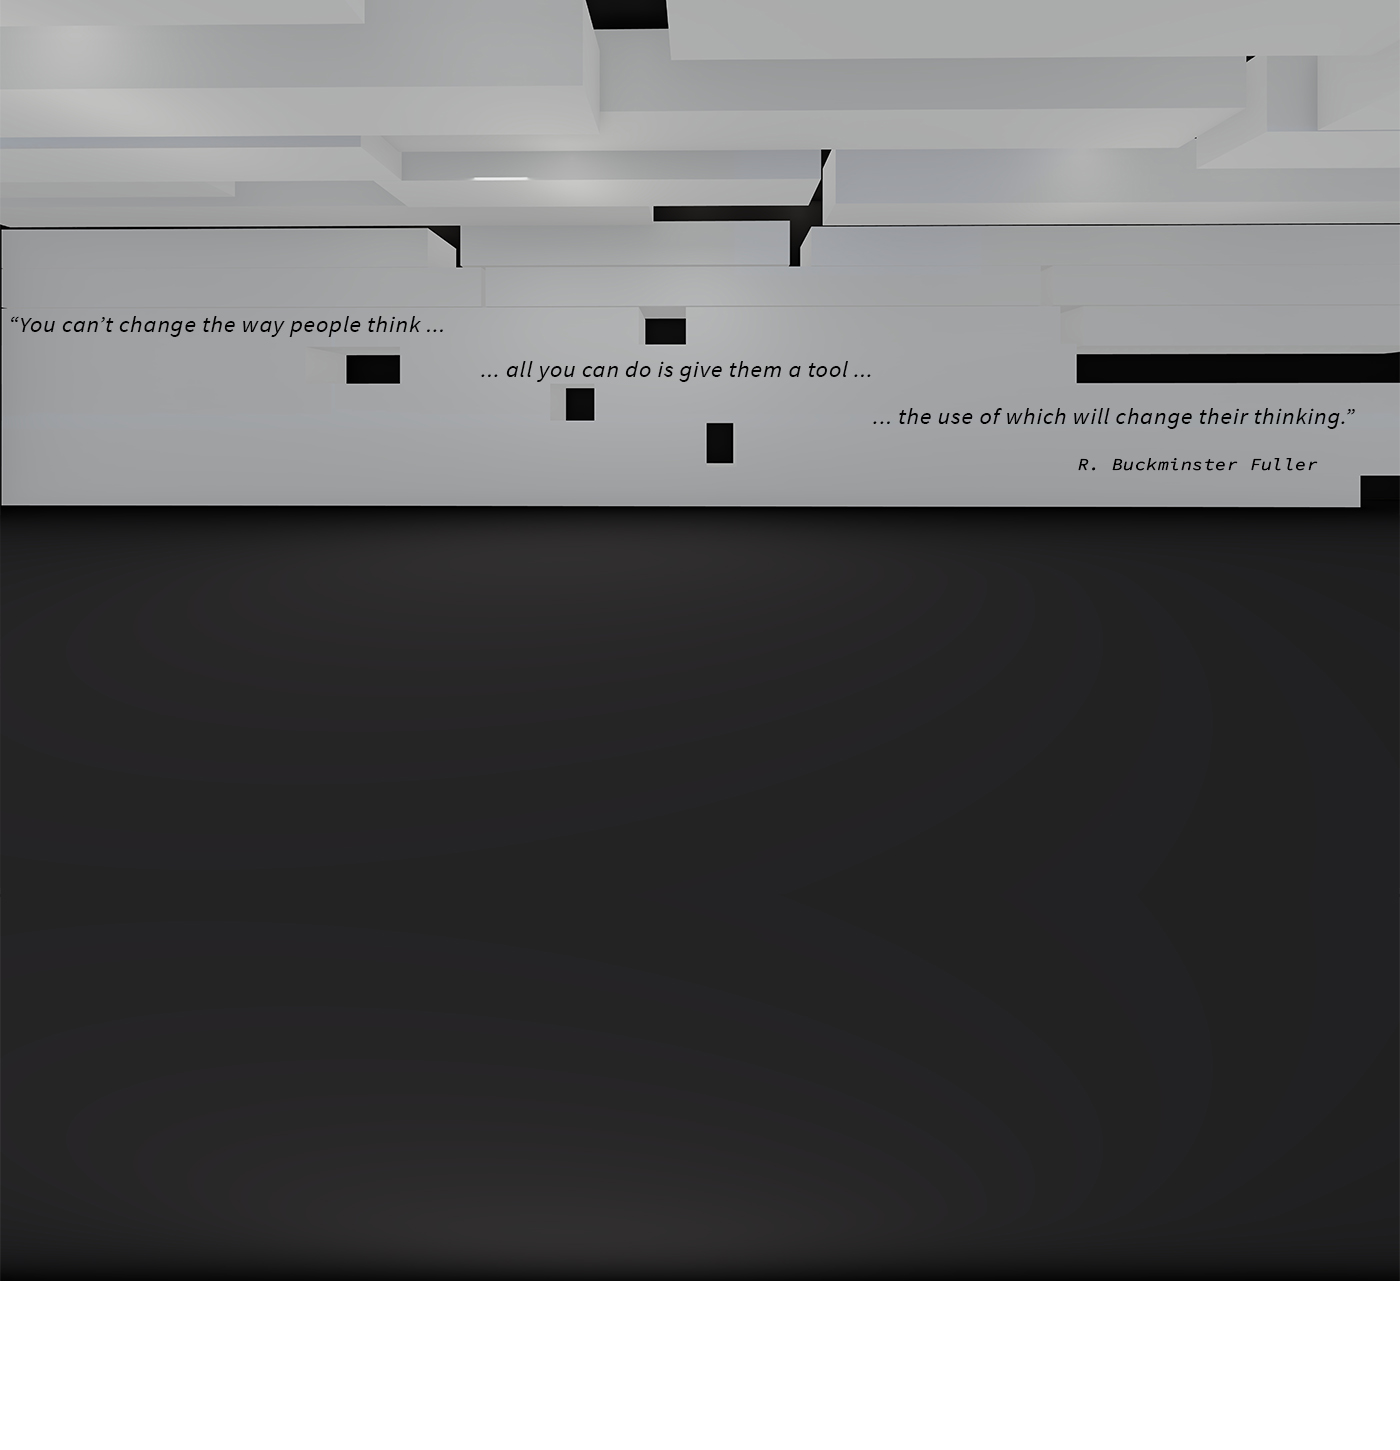 “You can’t change the way people think ...
... all you can do is give them a tool ...
... the use of which will change their thinking.”
R. Buckminster Fuller